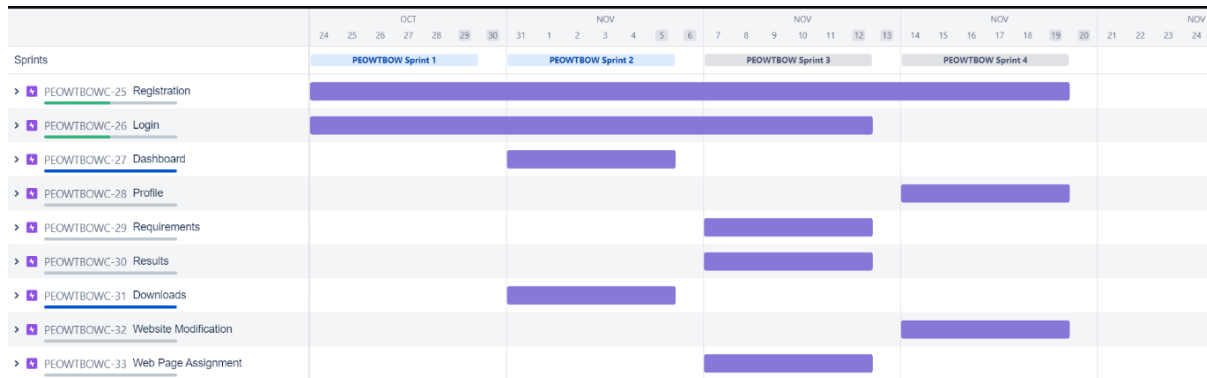 OCT NOV NOV NOV NOV
24 25 26 27 28 29 30 31 1 2 3 4 5 6 7 8 9 10 11 12 13 14 15 16 17 18 19 20 21 22 23 24
Sprints PEOWTBOW Sprint 1 PEOWTBOW Sprint 2 PEOWTBOW Sprint 3 PEOWTBOW Sprint 4
PEOWTBOWC-25 Registration
PEOWTBOWC-26 Login
PEOWTBOWC-27 Dashboard
PEOWTBOWC-28 Profile
PEOWTBOWC-29 Requirements
PEOWTBOWC-30 Results
PEOWTBOWC-31 Downloads
PEOWTBOWC-32 Website Modification
PEOWTBOWC-33 Web Page Assignment